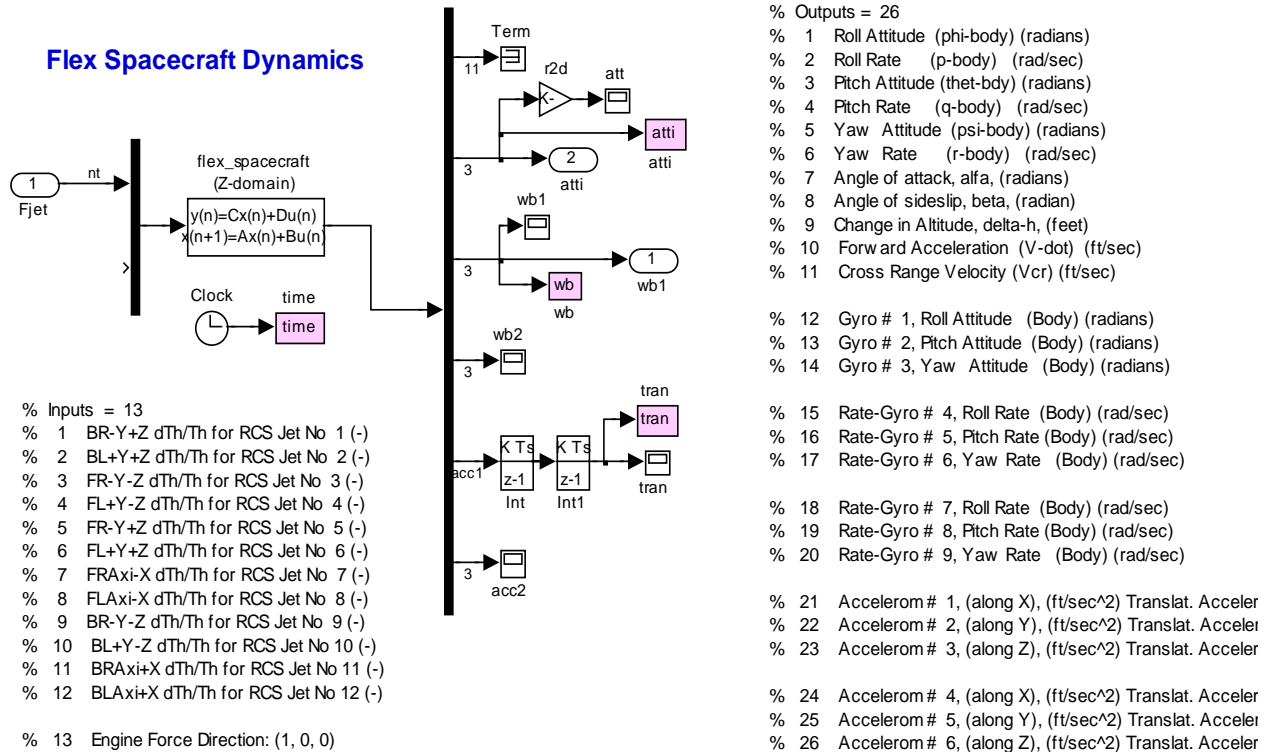 Flex Spacecraft Dynamics
1
Fjet
nt
flex_spacecraft
(Z-domain)
y(n)=Cx(n)+Du(n)
x(n+1)=Ax(n)+Bu(n)
Clock
time
time
Term
11
r2d
K-
att
atti
atti
3
2
atti
wb1
3
1
wb1
wb
wb
wb2
3
tran
tran
acc1
K Ts
z-1
Int
K Ts
z-1
Int1
tran
3
acc2
% Inputs = 13
% 1 BR-Y+Z dTh/Th for RCS Jet No 1 (-)
% 2 BL+Y+Z dTh/Th for RCS Jet No 2 (-)
% 3 FR-Y-Z dTh/Th for RCS Jet No 3 (-)
% 4 FL+Y-Z dTh/Th for RCS Jet No 4 (-)
% 5 FR-Y+Z dTh/Th for RCS Jet No 5 (-)
% 6 FL+Y+Z dTh/Th for RCS Jet No 6 (-)
% 7 FRAxi-X dTh/Th for RCS Jet No 7 (-)
% 8 FLAxi-X dTh/Th for RCS Jet No 8 (-)
% 9 BR-Y-Z dTh/Th for RCS Jet No 9 (-)
% 10 BL+Y-Z dTh/Th for RCS Jet No 10 (-)
% 11 BRAxi+X dTh/Th for RCS Jet No 11 (-)
% 12 BLAxi+X dTh/Th for RCS Jet No 12 (-)
% 13 Engine Force Direction: (1, 0, 0)
% Outputs = 26
% 1 Roll Attitude (phi-body) (radians)
% 2 Roll Rate (p-body) (rad/sec)
% 3 Pitch Attitude (thet-bdy) (radians)
% 4 Pitch Rate (q-body) (rad/sec)
% 5 Yaw Attitude (psi-body) (radians)
% 6 Yaw Rate (r-body) (rad/sec)
% 7 Angle of attack, alfa, (radians)
% 8 Angle of sideslip, beta, (radian)
% 9 Change in Altitude, delta-h, (feet)
% 10 Forward Acceleration (V-dot) (ft/sec)
% 11 Cross Range Velocity (Vcr) (ft/sec)
% 12 Gyro # 1, Roll Attitude (Body) (radians)
% 13 Gyro # 2, Pitch Attitude (Body) (radians)
% 14 Gyro # 3, Yaw Attitude (Body) (radians)
% 15 Rate-Gyro # 4, Roll Rate (Body) (rad/sec)
% 16 Rate-Gyro # 5, Pitch Rate (Body) (rad/sec)
% 17 Rate-Gyro # 6, Yaw Rate (Body) (rad/sec)
% 18 Rate-Gyro # 7, Roll Rate (Body) (rad/sec)
% 19 Rate-Gyro # 8, Pitch Rate (Body) (rad/sec)
% 20 Rate-Gyro # 9, Yaw Rate (Body) (rad/sec)
% 21 Accelerom # 1, (along X), (ft/sec^2) Translat. Acceler
% 22 Accelerom # 2, (along Y), (ft/sec^2) Translat. Acceler
% 23 Accelerom # 3, (along Z), (ft/sec^2) Translat. Acceler
% 24 Accelerom # 4, (along X), (ft/sec^2) Translat. Acceler
% 25 Accelerom # 5, (along Y), (ft/sec^2) Translat. Acceler
% 26 Accelerom # 6, (along Z), (ft/sec^2) Translat. Acceler